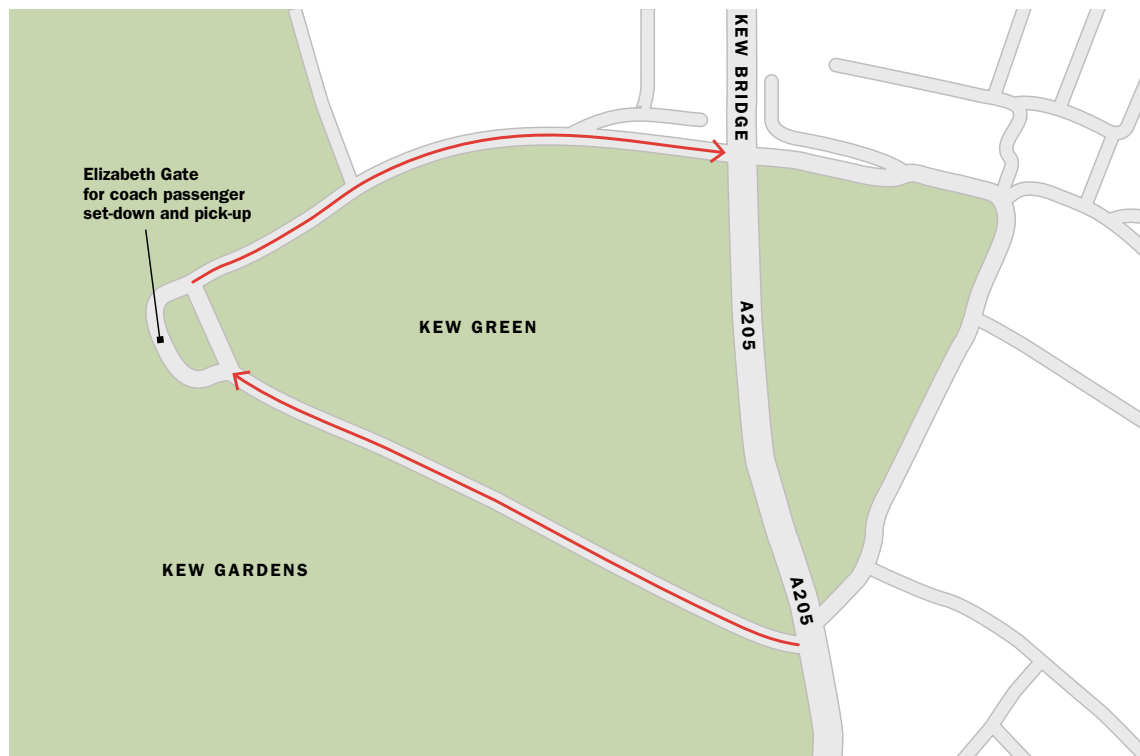 KEW BRIDGE
Elizabeth Gate
for coach passenger
set-down and pick-up
KEW GREEN
A205
KEW GARDENS
A205